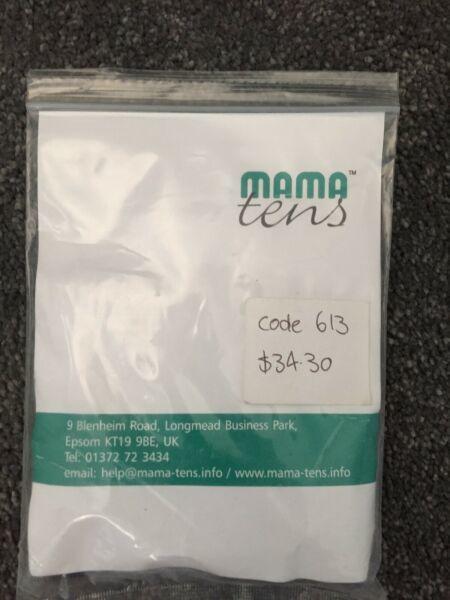 MAMA™
tens
code 613
$34.30
9 Blenheim Road, Longmead Business Park,
Epsom KT19 9BE, UK
Tel: 01372 72 3434
email: help@mama-tens.info / www.mama-tens.info